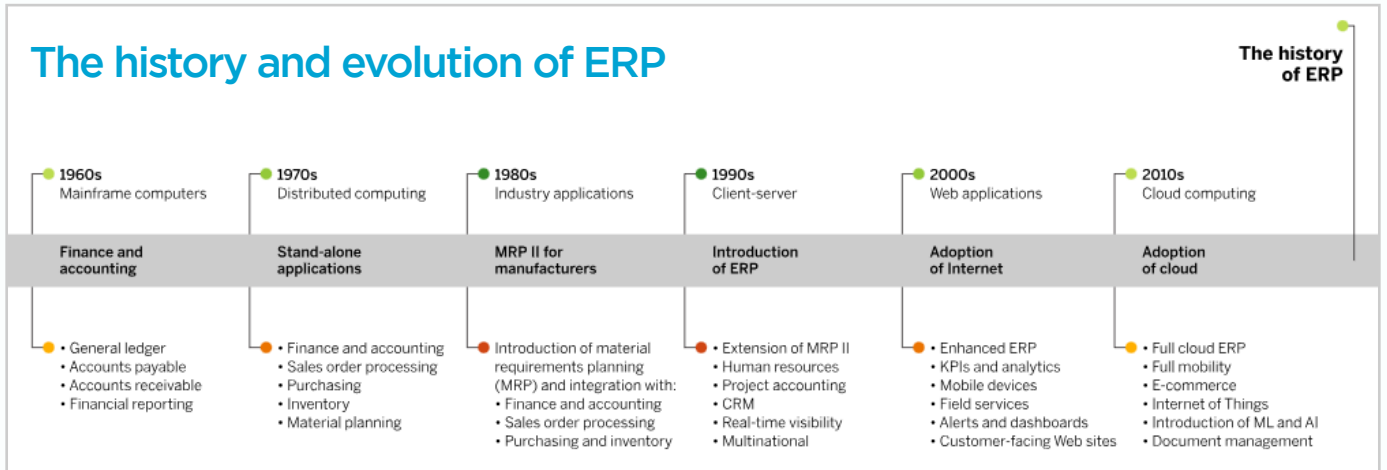 The history and evolution of ERP
The history
of ERP
1960s
Mainframe computers
1970s
Distributed computing
1980s
Industry applications
1990s
Client-server
2000s
Web applications
2010s
Cloud computing
Finance and
accounting
Stand-alone
applications
MRP II for
manufacturers
Introduction
of ERP
Adoption
of Internet
Adoption
of cloud
• General ledger
• Accounts payable
• Accounts receivable
• Financial reporting
• Finance and accounting
• Sales order processing
• Purchasing
• Inventory
• Material planning
Introduction of material
requirements planning
(MRP) and integration with:
• Finance and accounting
• Sales order processing
• Purchasing and inventory
• Extension of MRP II
• Human resources
• Project accounting
• CRM
• Real-time visibility
• Multinational
• Enhanced ERP
• KPIs and analytics
• Mobile devices
• Field services
• Alerts and dashboards
• Customer-facing Web sites
• Full cloud ERP
• Full mobility
• E-commerce
• Internet of Things
• Introduction of ML and AI
• Document management